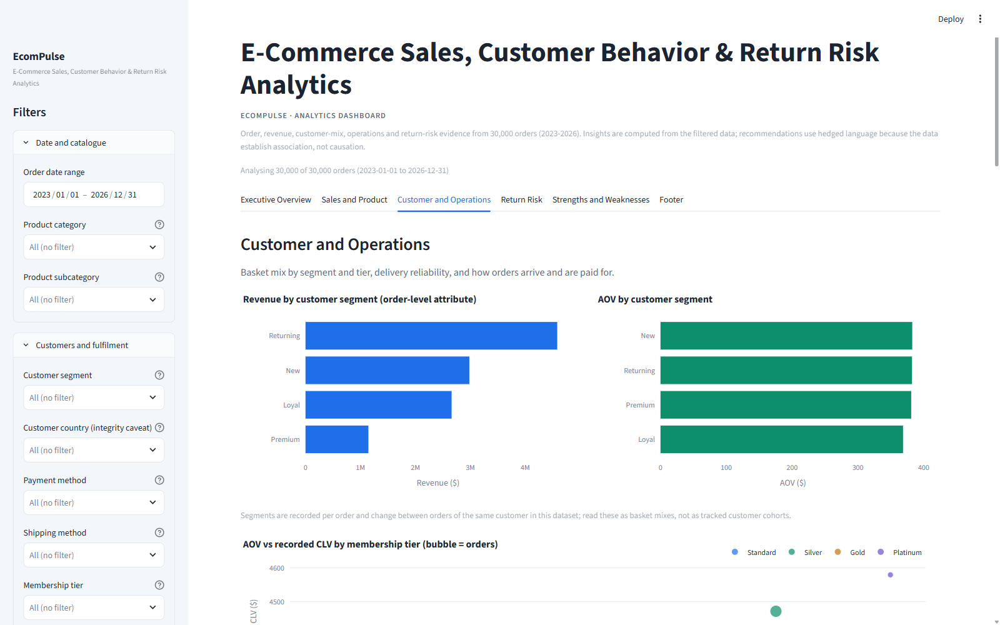 Deploy
EcomPulse
E-Commerce Sales, Customer Behavior & Return Risk
Analytics
Filters
Date and catalogue
Order date range
2023/01/01 – 2026/12/31
Product category
All (no filter)
Product subcategory
All (no filter)
Customers and fulfilment
Customer segment
All (no filter)
Customer country (integrity caveat)
All (no filter)
Payment method
All (no filter)
Shipping method
All (no filter)
Membership tier
All (no filter)
E-Commerce Sales, Customer Behavior & Return Risk
Analytics
ECOMPULSE · ANALYTICS DASHBOARD
Order, revenue, customer-mix, operations and return-risk evidence from 30,000 orders (2023-2026). Insights are computed from the filtered data; recommendations use hedged language because the data
establish association, not causation.
Analysing 30,000 of 30,000 orders (2023-01-01 to 2026-12-31)
Executive Overview Sales and Product Customer and Operations Return Risk Strengths and Weaknesses Footer
Customer and Operations
Basket mix by segment and tier, delivery reliability, and how orders arrive and are paid for.
Revenue by customer segment (order-level attribute)
Returning
New
Loyal
Premium
0 1M 2M 3M 4M
Revenue ($)
AOV by customer segment
New
Returning
Premium
Loyal
0 100 200 300 400
AOV ($)
Segments are recorded per order and change between orders of the same customer in this dataset; read these as basket mixes, not as tracked customer cohorts.
AOV vs recorded CLV by membership tier (bubble = orders)
Standard Silver Gold Platinum
4600
4500
CLV ($)